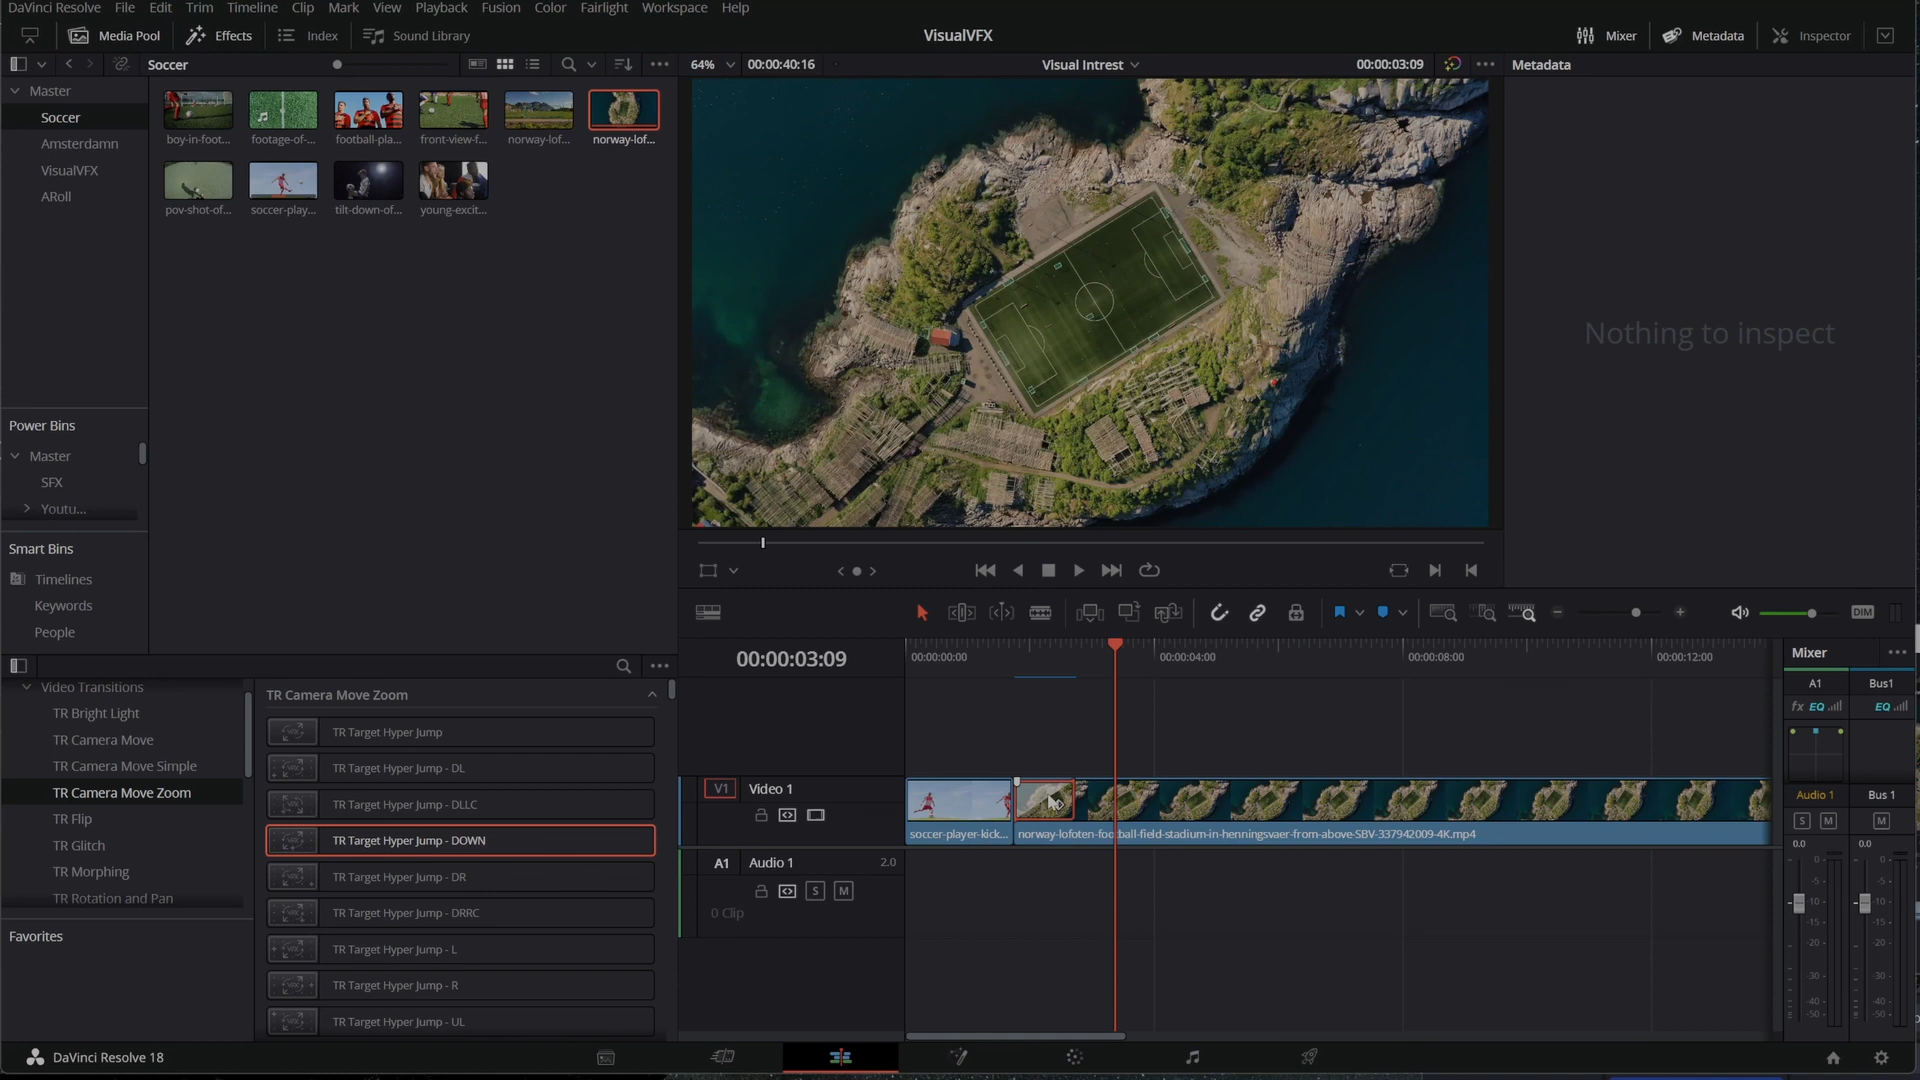 DaVinci Resolve File Edit Trim Timeline Clip Mark View Playback Fusion Color Fairlight Workspace Help
Media Pool Effects Index Sound Library VisualVFX Mixer Metadata Inspector
Soccer 64% 00:00:40:16 Visual Intrest 00:00:03:09 Metadata
Master
Soccer
Amsterdamn
VisualVFX
ARoll
boy-in-foot... footage-of-... football-pla... front-view-f... norway-lof... norway-lof...
pov-shot-of... soccer-play... tilt-down-of... young-excit...
Nothing to inspect
Power Bins
Master
SFX
Youtu...
Smart Bins
Timelines
Keywords
People
DIM
00:00:03:09 00:00:00:00 00:00:04:00 00:00:08:00 00:00:12:00
Video Transitions
TR Bright Light
TR Camera Move
TR Camera Move Simple
TR Camera Move Zoom
TR Flip
TR Glitch
TR Morphing
TR Rotation and Pan
Favorites
TR Camera Move Zoom
TR Target Hyper Jump
TR Target Hyper Jump - DL
TR Target Hyper Jump - DLLC
TR Target Hyper Jump - DOWN
TR Target Hyper Jump - DR
TR Target Hyper Jump - DRRC
TR Target Hyper Jump - L
TR Target Hyper Jump - R
TR Target Hyper Jump - UL
V1 Video 1
soccer-player-kick... norway-lofoten-football-field-stadium-in-henningsvaer-from-above-SBV-337942009-4K.mp4
A1 Audio 1 2.0
S M
0 Clip
Mixer
A1 Bus1
fx EQ EQ
Audio 1 Bus 1
S M M
0.0 0.0
0 0
-5 -5
-10 -10
-15 -15
-20 -20
-30 -30
-40 -40
-50 -50
DaVinci Resolve 18